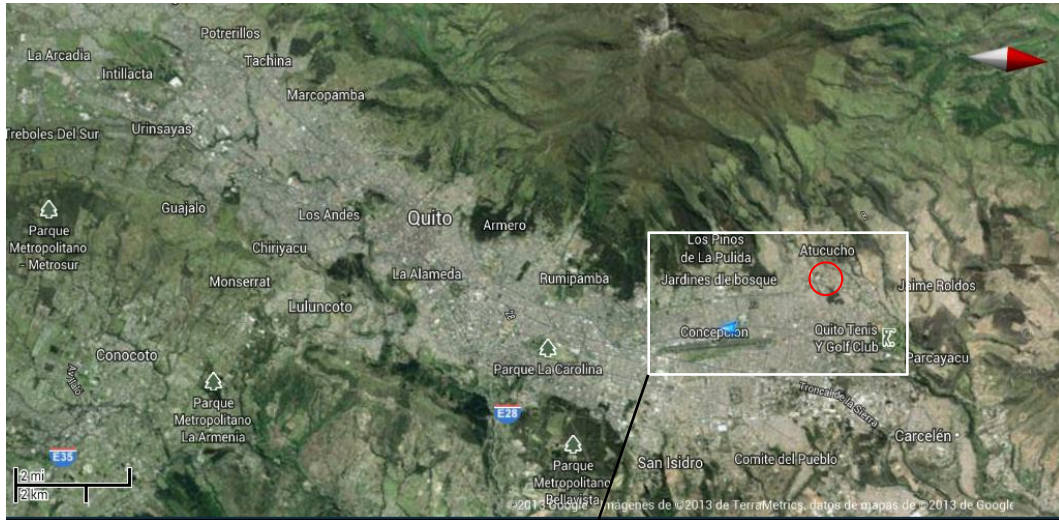 Potrerillos
La Arcadia
Tachina
Intillacta
Marcopamba
Urinsayas
Treboles Del Sur
Guajalo
Los Andes
Quito
Armero
Parque
Metropolitano
- Metrosur
Chiriyacu
La Alameda
Rumipamba
Monserrat
Luluncoto
Los Pinos
de La Pulida
Atucucho
Jardines del bosque
Jaime Roldos
Concepcion
Quito Tenis
Y Golf Club
Parcayacu
Conocoto
Parque La Carolina
Parque
Metropolitano
La Armenia
E28
Troncal de la Sierra
Carcelén
E35
Parque
Metropolitano
Bellavista
San Isidro
Comite del Pueblo
2 mi
2 km
©2013 Google - Imágenes de ©2013 de TerraMetrics, datos de mapas de ©2013 de Google